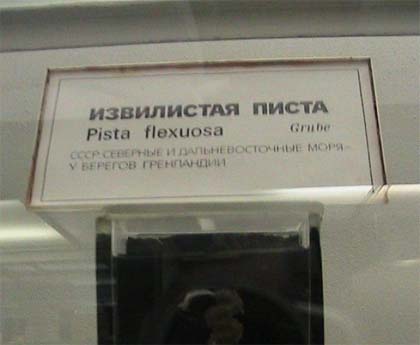 ИЗВИЛИСТАЯ ПИСТА
Pista flexuosa Grube
СССР: СЕВЕРНЫЕ И ДАЛЬНЕВОСТОЧНЫЕ МОРЯ -
У БЕРЕГОВ ГРЕНЛАНДИИ